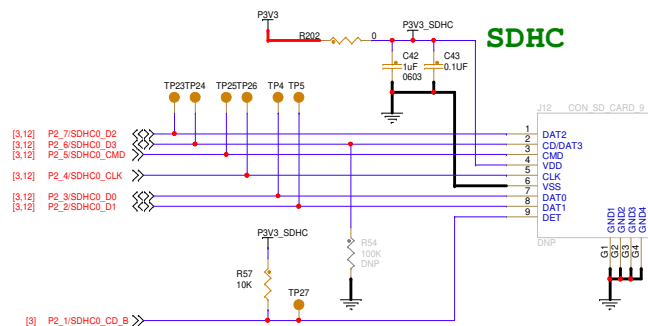 P3V3
SDHC
R202
0
P3V3_SDHC
C42
1uF
0603
C43
0.1UF
TP23
TP24
TP25
TP26
TP4
TP5
J12
CON_SD_CARD_9
[3,12] P2_7/SDHC0_D2
1
DAT2
[3,12] P2_6/SDHC0_D3
2
CD/DAT3
[3,12] P2_5/SDHC0_CMD
3
CMD
4
VDD
[3,12] P2_4/SDHC0_CLK
5
CLK
6
VSS
[3,12] P2_3/SDHC0_D0
7
DAT0
[3,12] P2_2/SDHC0_D1
8
DAT1
9
DET
GND1
GND2
GND3
GND4
DNP
G1
G2
G3
G4
P3V3_SDHC
R54
100K
DNP
R57
10K
TP27
[3] P2_1/SDHC0_CD_B